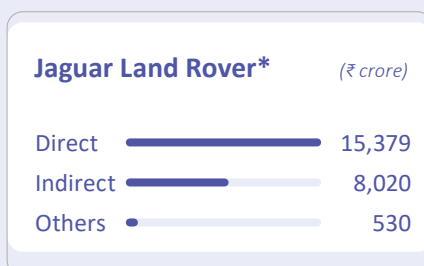 Jaguar Land Rover* (₹ crore)
Direct 15,379
Indirect 8,020
Others 530